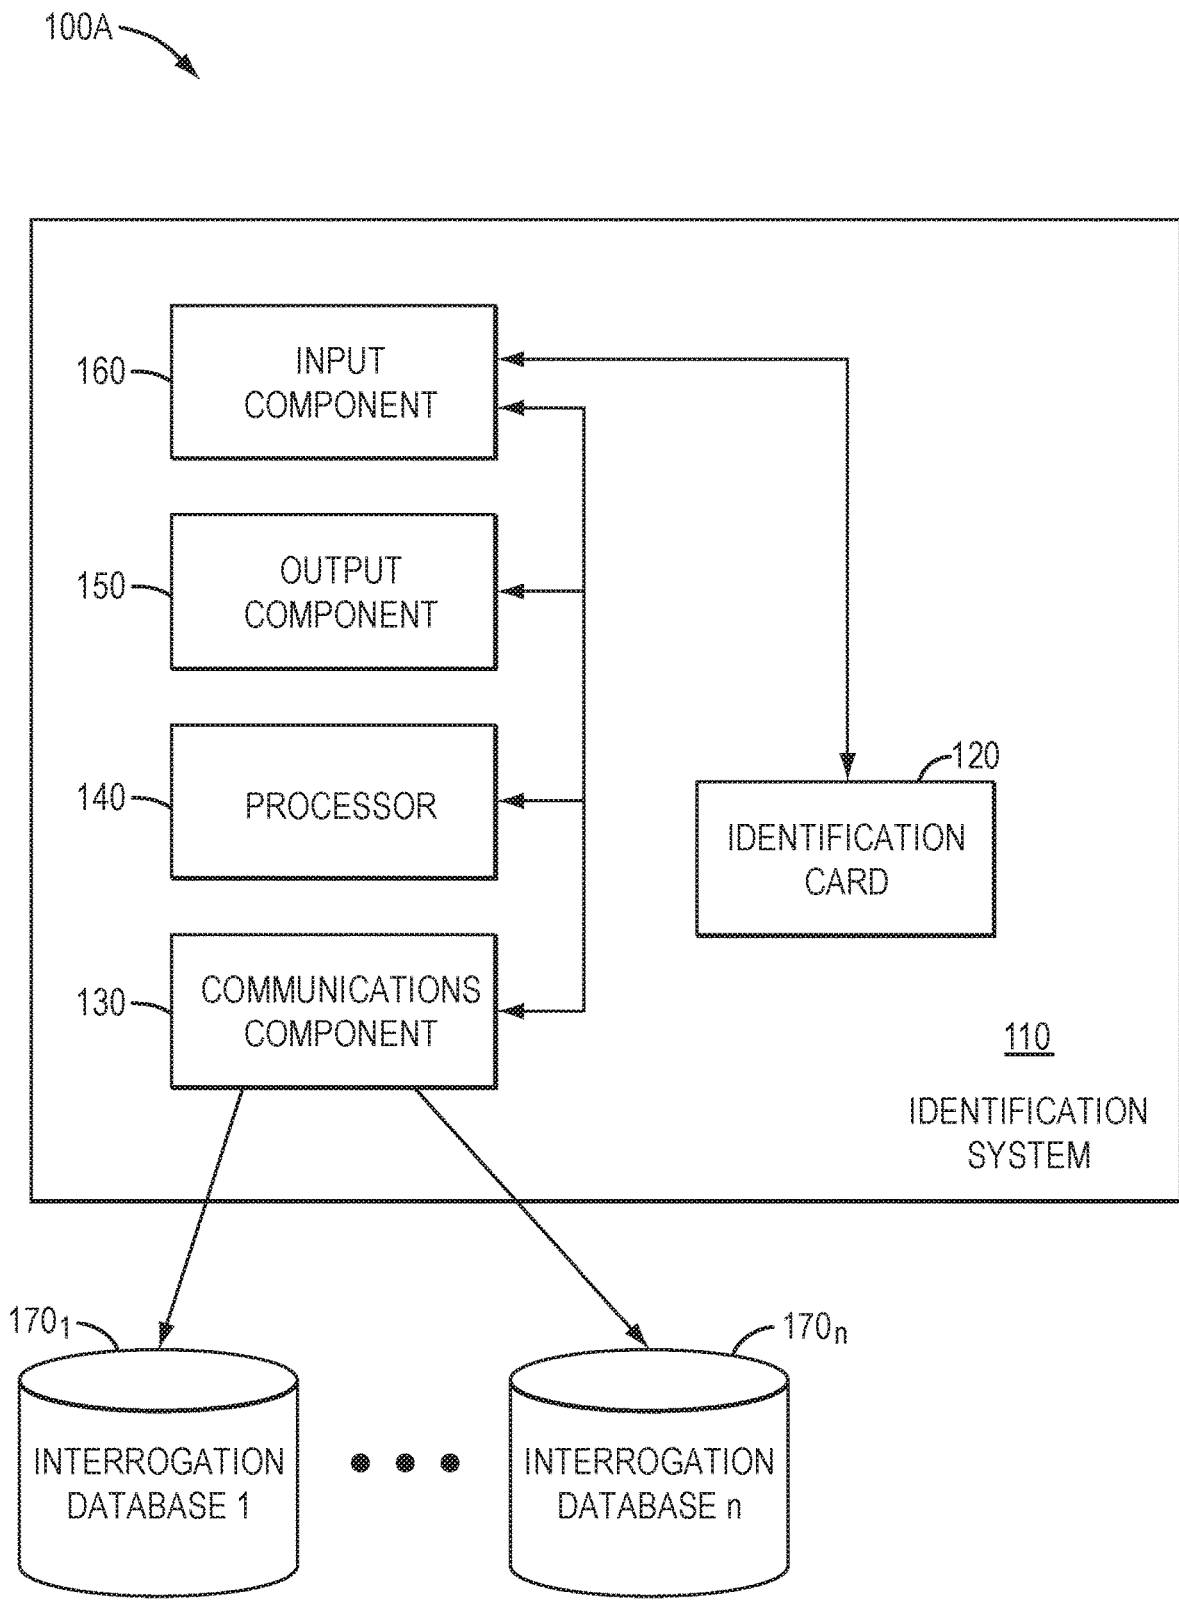 100A
160
INPUT
COMPONENT
150
OUTPUT
COMPONENT
140
PROCESSOR
120
IDENTIFICATION
CARD
130
COMMUNICATIONS
COMPONENT
110
IDENTIFICATION
SYSTEM
170₁
INTERROGATION
DATABASE 1
170ₙ
INTERROGATION
DATABASE n